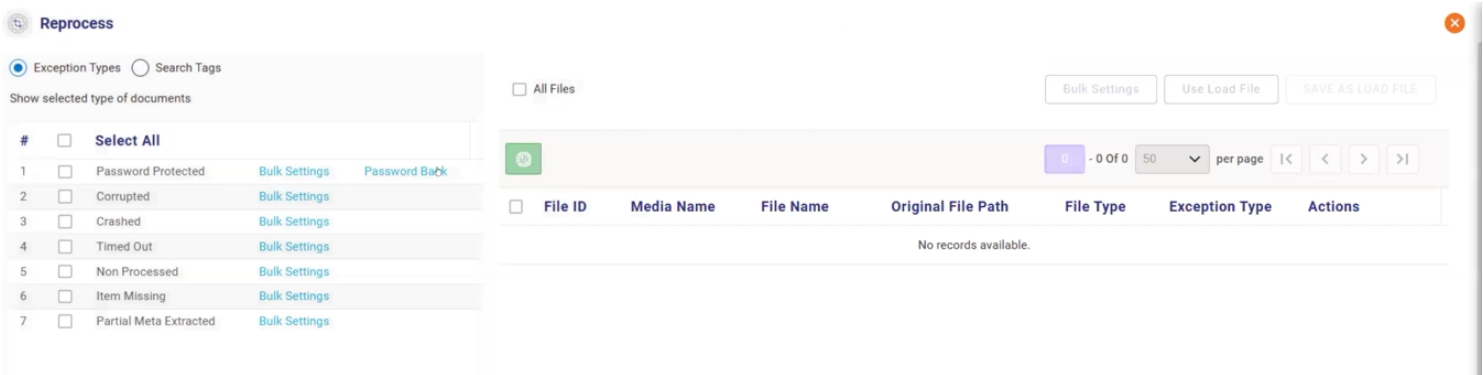 Reprocess
Exception Types Search Tags
Show selected type of documents
# Select All
1 Password Protected Bulk Settings Password Bank
2 Corrupted Bulk Settings
3 Crashed Bulk Settings
4 Timed Out Bulk Settings
5 Non Processed Bulk Settings
6 Item Missing Bulk Settings
7 Partial Meta Extracted Bulk Settings
All Files Bulk Settings Use Load File SAVE AS LOAD FILE
0 - 0 Of 0 50 per page
File ID Media Name File Name Original File Path File Type Exception Type Actions
No records available.